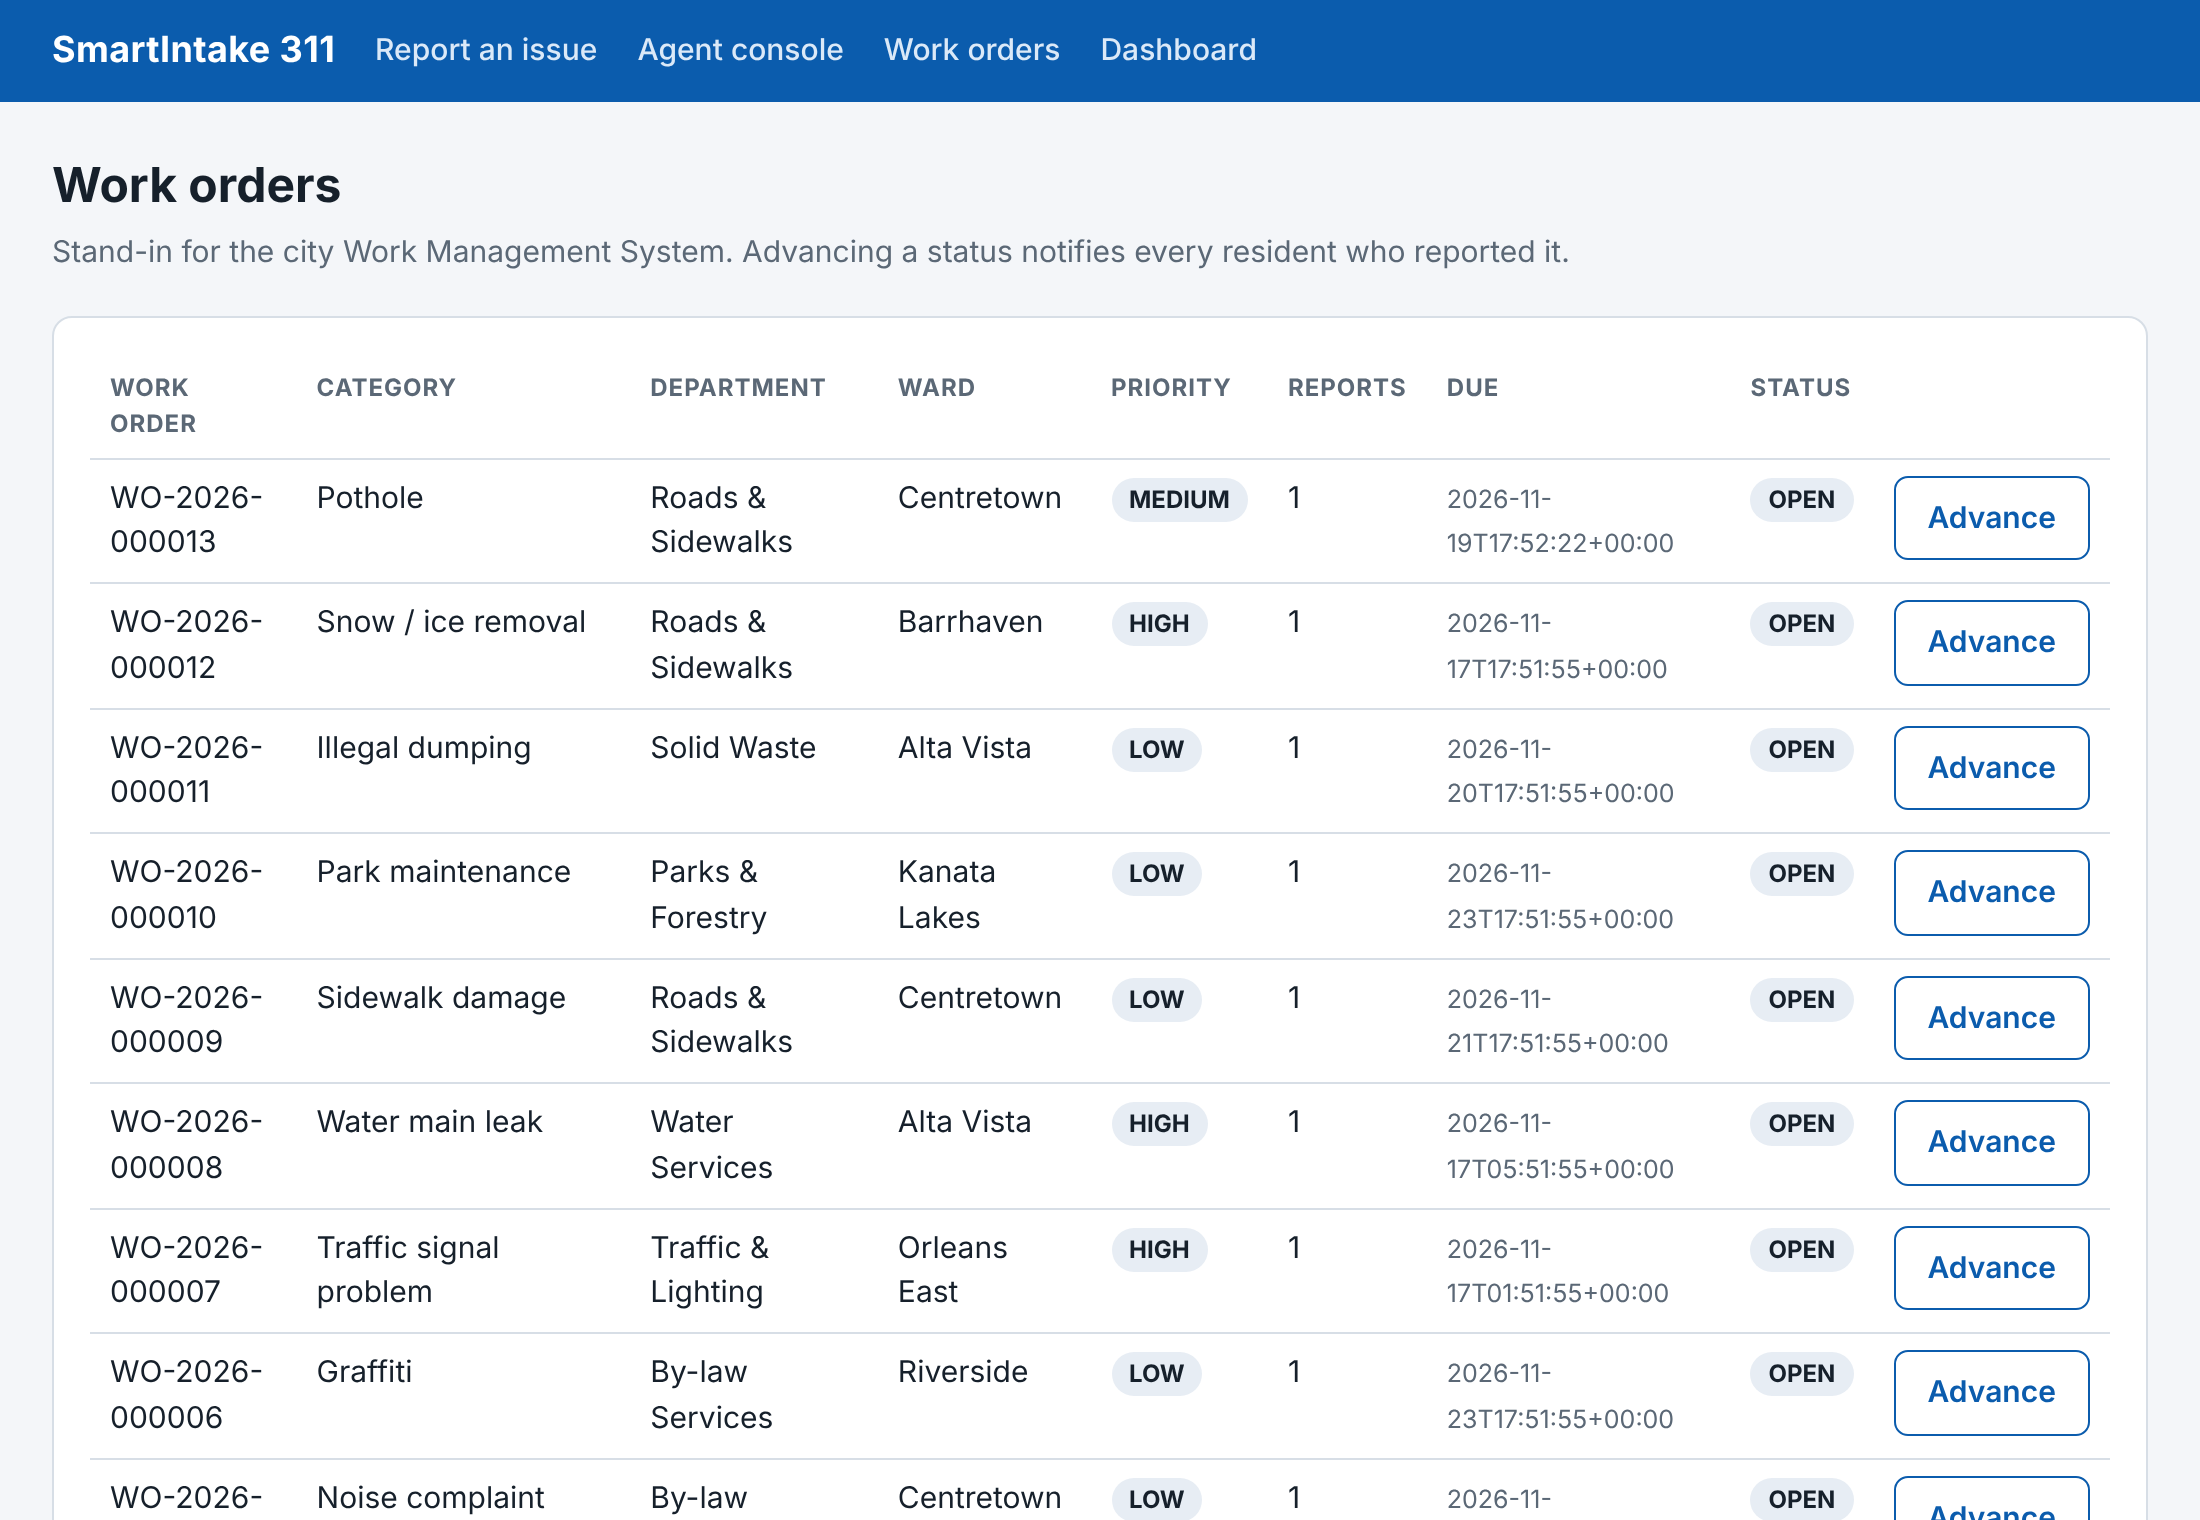 SmartIntake 311 Report an issue Agent console Work orders Dashboard
Work orders
Stand-in for the city Work Management System. Advancing a status notifies every resident who reported it.
WORK ORDER CATEGORY DEPARTMENT WARD PRIORITY REPORTS DUE STATUS
WO-2026-000013 Pothole Roads & Sidewalks Centretown MEDIUM 1 2026-11-19T17:52:22+00:00 OPEN Advance
WO-2026-000012 Snow / ice removal Roads & Sidewalks Barrhaven HIGH 1 2026-11-17T17:51:55+00:00 OPEN Advance
WO-2026-000011 Illegal dumping Solid Waste Alta Vista LOW 1 2026-11-20T17:51:55+00:00 OPEN Advance
WO-2026-000010 Park maintenance Parks & Forestry Kanata Lakes LOW 1 2026-11-23T17:51:55+00:00 OPEN Advance
WO-2026-000009 Sidewalk damage Roads & Sidewalks Centretown LOW 1 2026-11-21T17:51:55+00:00 OPEN Advance
WO-2026-000008 Water main leak Water Services Alta Vista HIGH 1 2026-11-17T05:51:55+00:00 OPEN Advance
WO-2026-000007 Traffic signal problem Traffic & Lighting Orleans East HIGH 1 2026-11-17T01:51:55+00:00 OPEN Advance
WO-2026-000006 Graffiti By-law Services Riverside LOW 1 2026-11-23T17:51:55+00:00 OPEN Advance
WO-2026- Noise complaint By-law Centretown LOW 1 2026-11- OPEN Advance